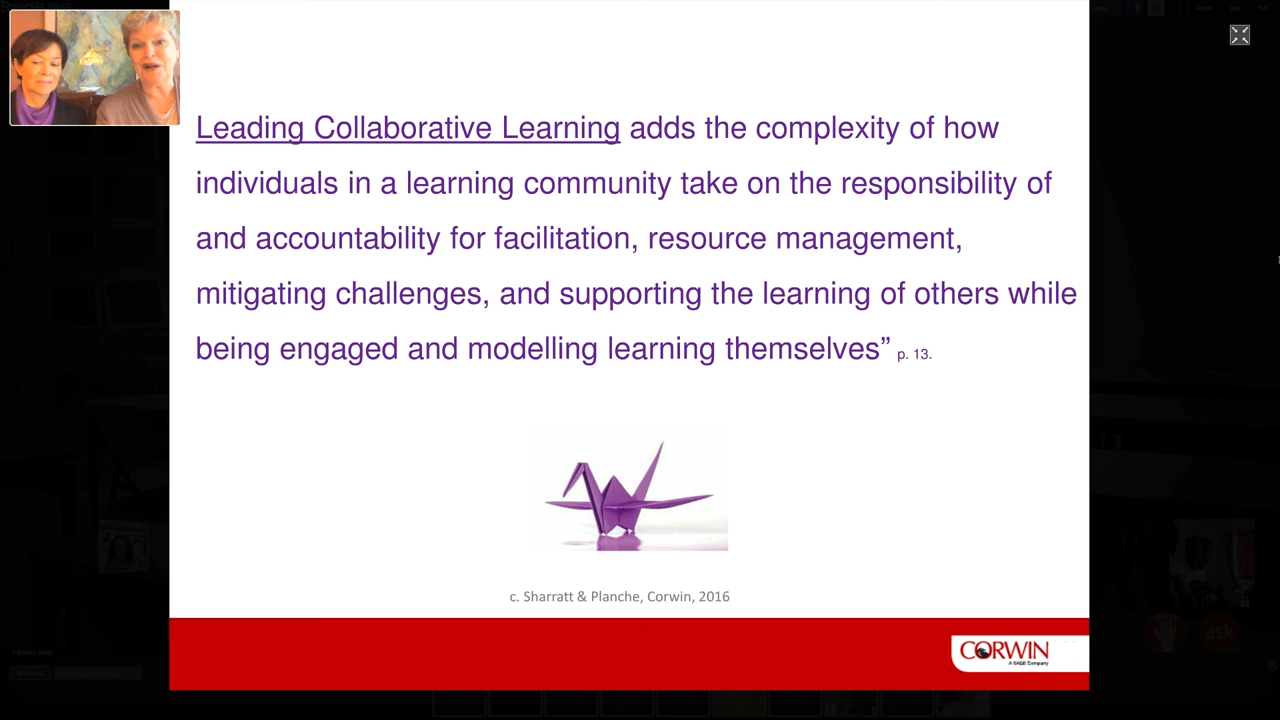 Leading Collaborative Learning adds the complexity of how
individuals in a learning community take on the responsibility of
and accountability for facilitation, resource management,
mitigating challenges, and supporting the learning of others while
being engaged and modelling learning themselves” p. 13.
c. Sharratt & Planche, Corwin, 2016
CORWIN
A SAGE Company
ask